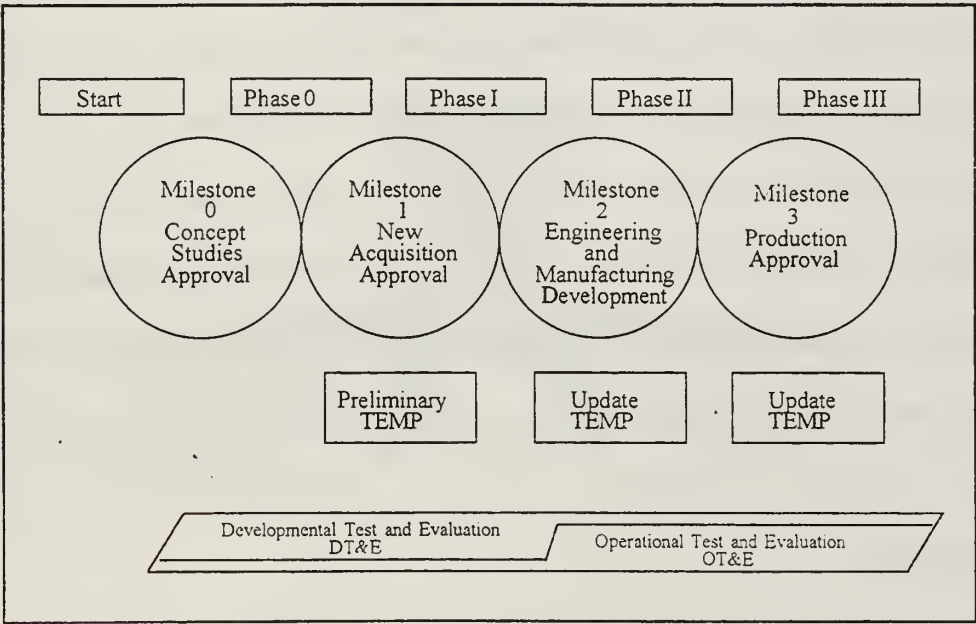 Start
Phase 0
Phase I
Phase II
Phase III
Milestone
0
Concept
Studies
Approval
Milestone
1
New
Acquisition
Approval
Milestone
2
Engineering
and
Manufacturing
Development
Milestone
3
Production
Approval
Preliminary
TEMP
Update
TEMP
Update
TEMP
Developmental Test and Evaluation
DT&E
Operational Test and Evaluation
OT&E